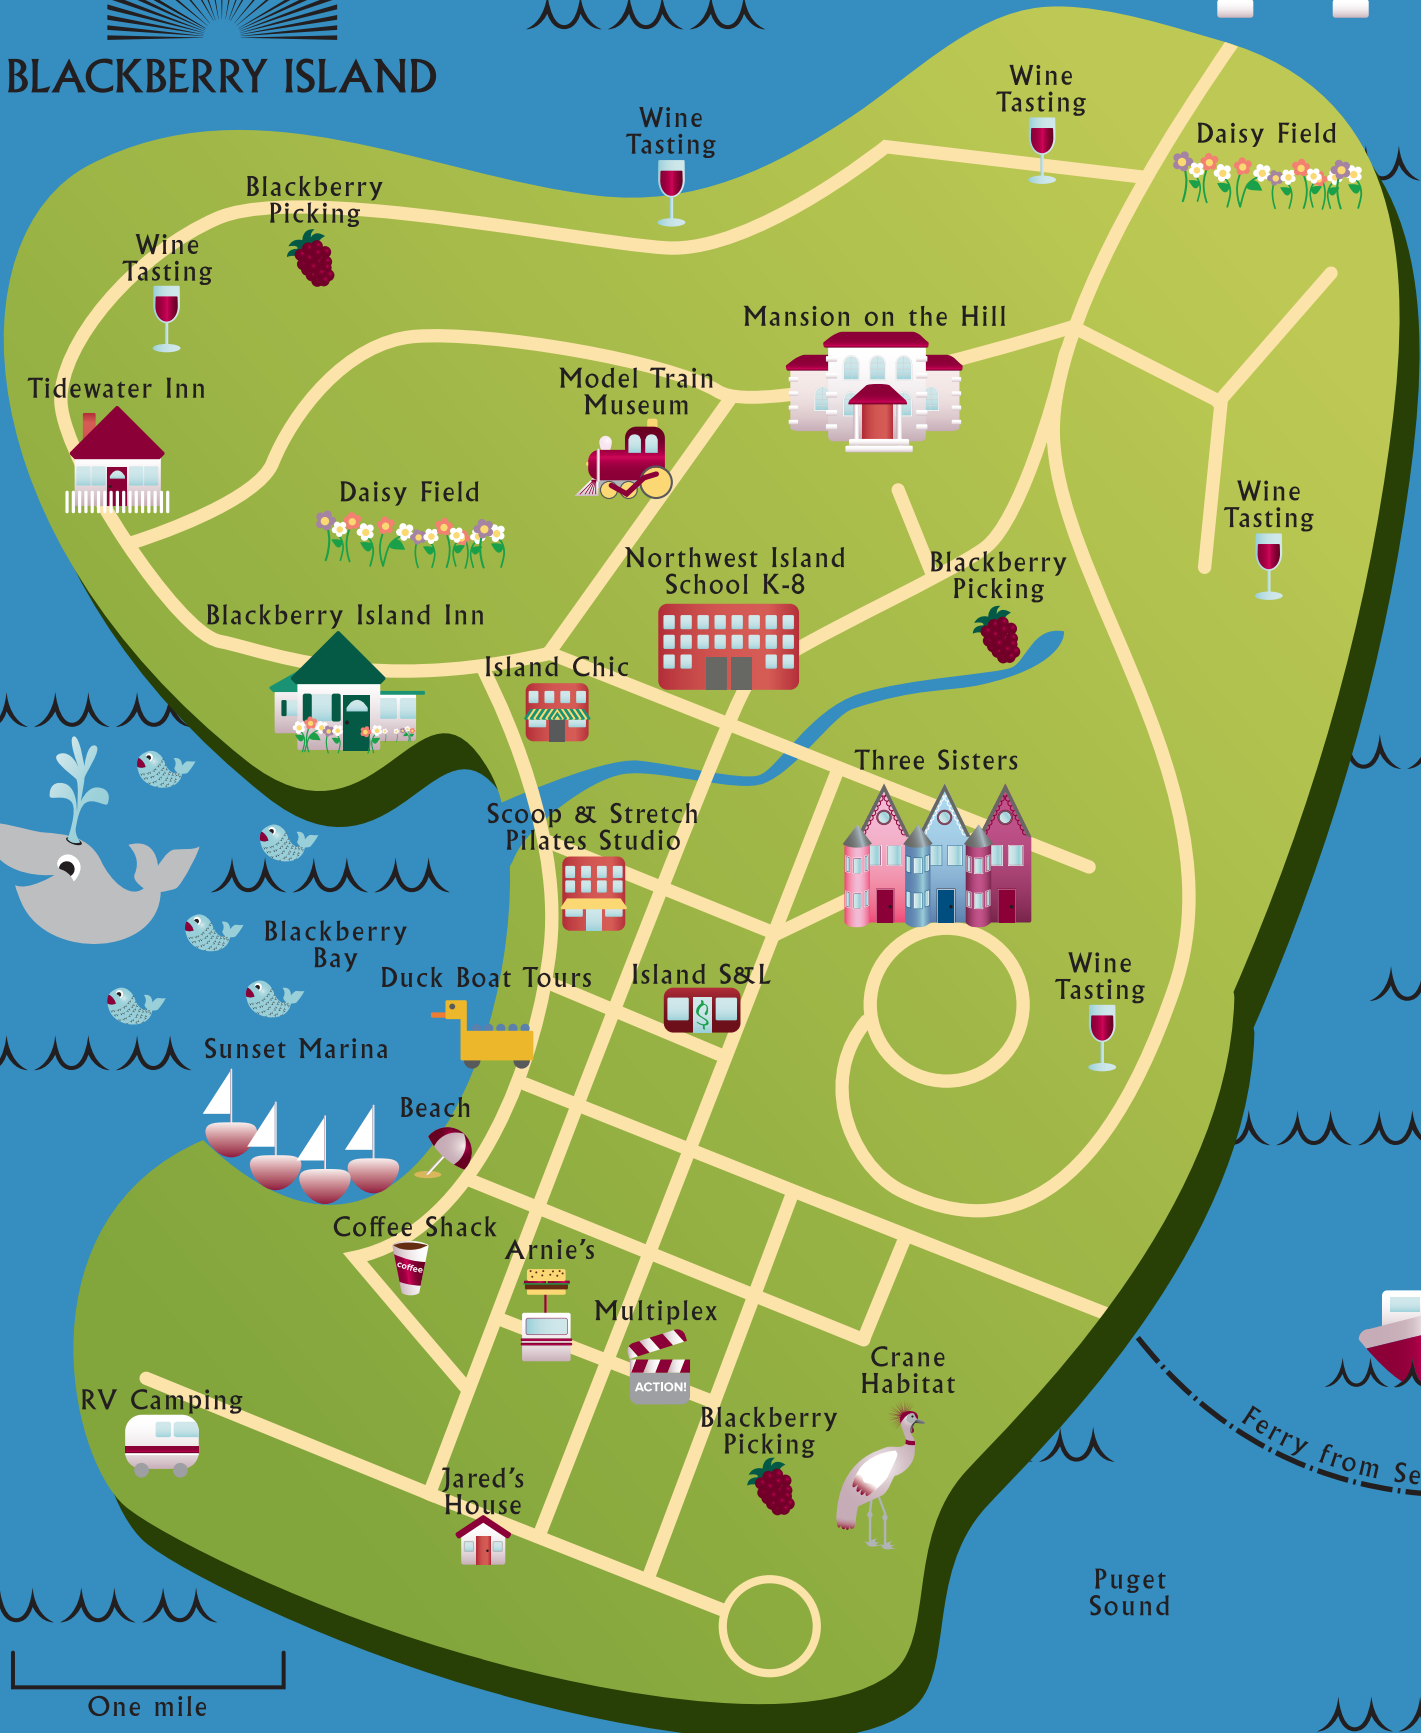 BLACKBERRY ISLAND
Wine
Tasting
Wine
Tasting
Daisy Field
Blackberry
Picking
Wine
Tasting
Mansion on the Hill
Tidewater Inn
Model Train
Museum
Daisy Field
Wine
Tasting
Northwest Island
School K-8
Blackberry
Picking
Blackberry Island Inn
Island Chic
Three Sisters
Scoop & Stretch
Pilates Studio
Blackberry
Bay
Duck Boat Tours
Island S&L
$
Wine
Tasting
Sunset Marina
Beach
Coffee Shack
coffee
Arnie's
Multiplex
ACTION!
Crane
Habitat
RV Camping
Blackberry
Picking
Ferry from Se
Jared's
House
Puget
Sound
One mile